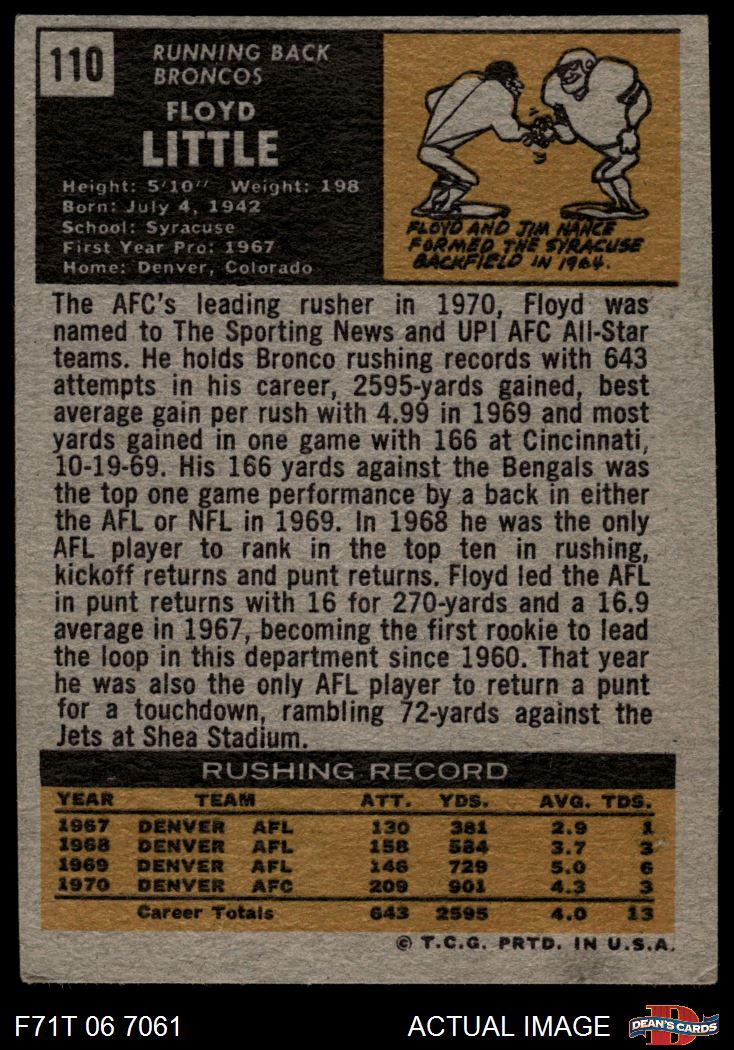 110
RUNNING BACK
BRONCOS
FLOYD
LITTLE
Height: 5'10" Weight: 198
Born: July 4, 1942
School: Syracuse
First Year Pro: 1967
Home: Denver, Colorado
FLOYD AND JIM NANCE
FORMED THE SYRACUSE
BACKFIELD IN 1964.
The AFC's leading rusher in 1970, Floyd was
named to The Sporting News and UPI AFC All-Star
teams. He holds Bronco rushing records with 643
attempts in his career, 2595-yards gained, best
average gain per rush with 4.99 in 1969 and most
yards gained in one game with 166 at Cincinnati,
10-19-69. His 166 yards against the Bengals was
the top one game performance by a back in either
the AFL or NFL in 1969. In 1968 he was the only
AFL player to rank in the top ten in rushing,
kickoff returns and punt returns. Floyd led the AFL
in punt returns with 16 for 270-yards and a 16.9
average in 1967, becoming the first rookie to lead
the loop in this department since 1960. That year
he was also the only AFL player to return a punt
for a touchdown, rambling 72-yards against the
Jets at Shea Stadium.
RUSHING RECORD
YEAR TEAM ATT. YDS. AVG. TDS.
1967 DENVER AFL 130 381 2.9 1
1968 DENVER AFL 158 584 3.7 3
1969 DENVER AFL 146 729 5.0 6
1970 DENVER AFC 209 901 4.3 3
Career Totals 643 2595 4.0 13
© T.C.G. PRTD. IN U.S.A.
F71T 06 7061 ACTUAL IMAGE
D
DEAN'S CARDS